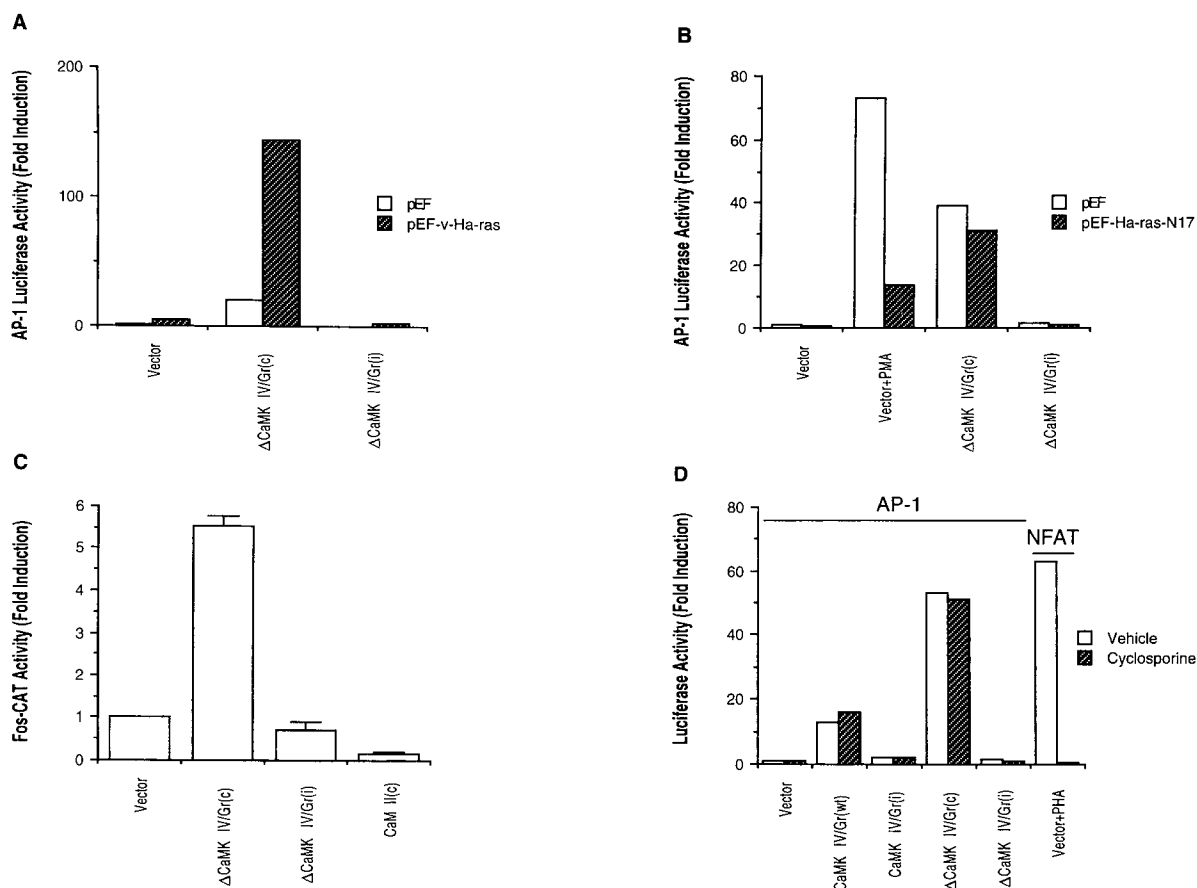 A
AP-1 Luciferase Activity (Fold Induction)
200
100
0
Vector
ΔCaMK IV/Gr(c)
ΔCaMK IV/Gr(i)
pEF
pEF-v-Ha-ras
B
AP-1 Luciferase Activity (Fold Induction)
80
60
40
20
0
Vector
Vector+PMA
ΔCaMK IV/Gr(c)
ΔCaMK IV/Gr(i)
pEF
pEF-Ha-ras-N17
C
Fos-CAT Activity (Fold Induction)
6
5
4
3
2
1
0
Vector
ΔCaMK IV/Gr(c)
ΔCaMK IV/Gr(i)
CaM II(c)
D
Luciferase Activity (Fold Induction)
80
60
40
20
0
AP-1
NFAT
Vector
CaMK IV/Gr(wt)
CaMK IV/Gr(i)
ΔCaMK IV/Gr(c)
ΔCaMK IV/Gr(i)
Vector+PHA
Vehicle
Cyclosporine